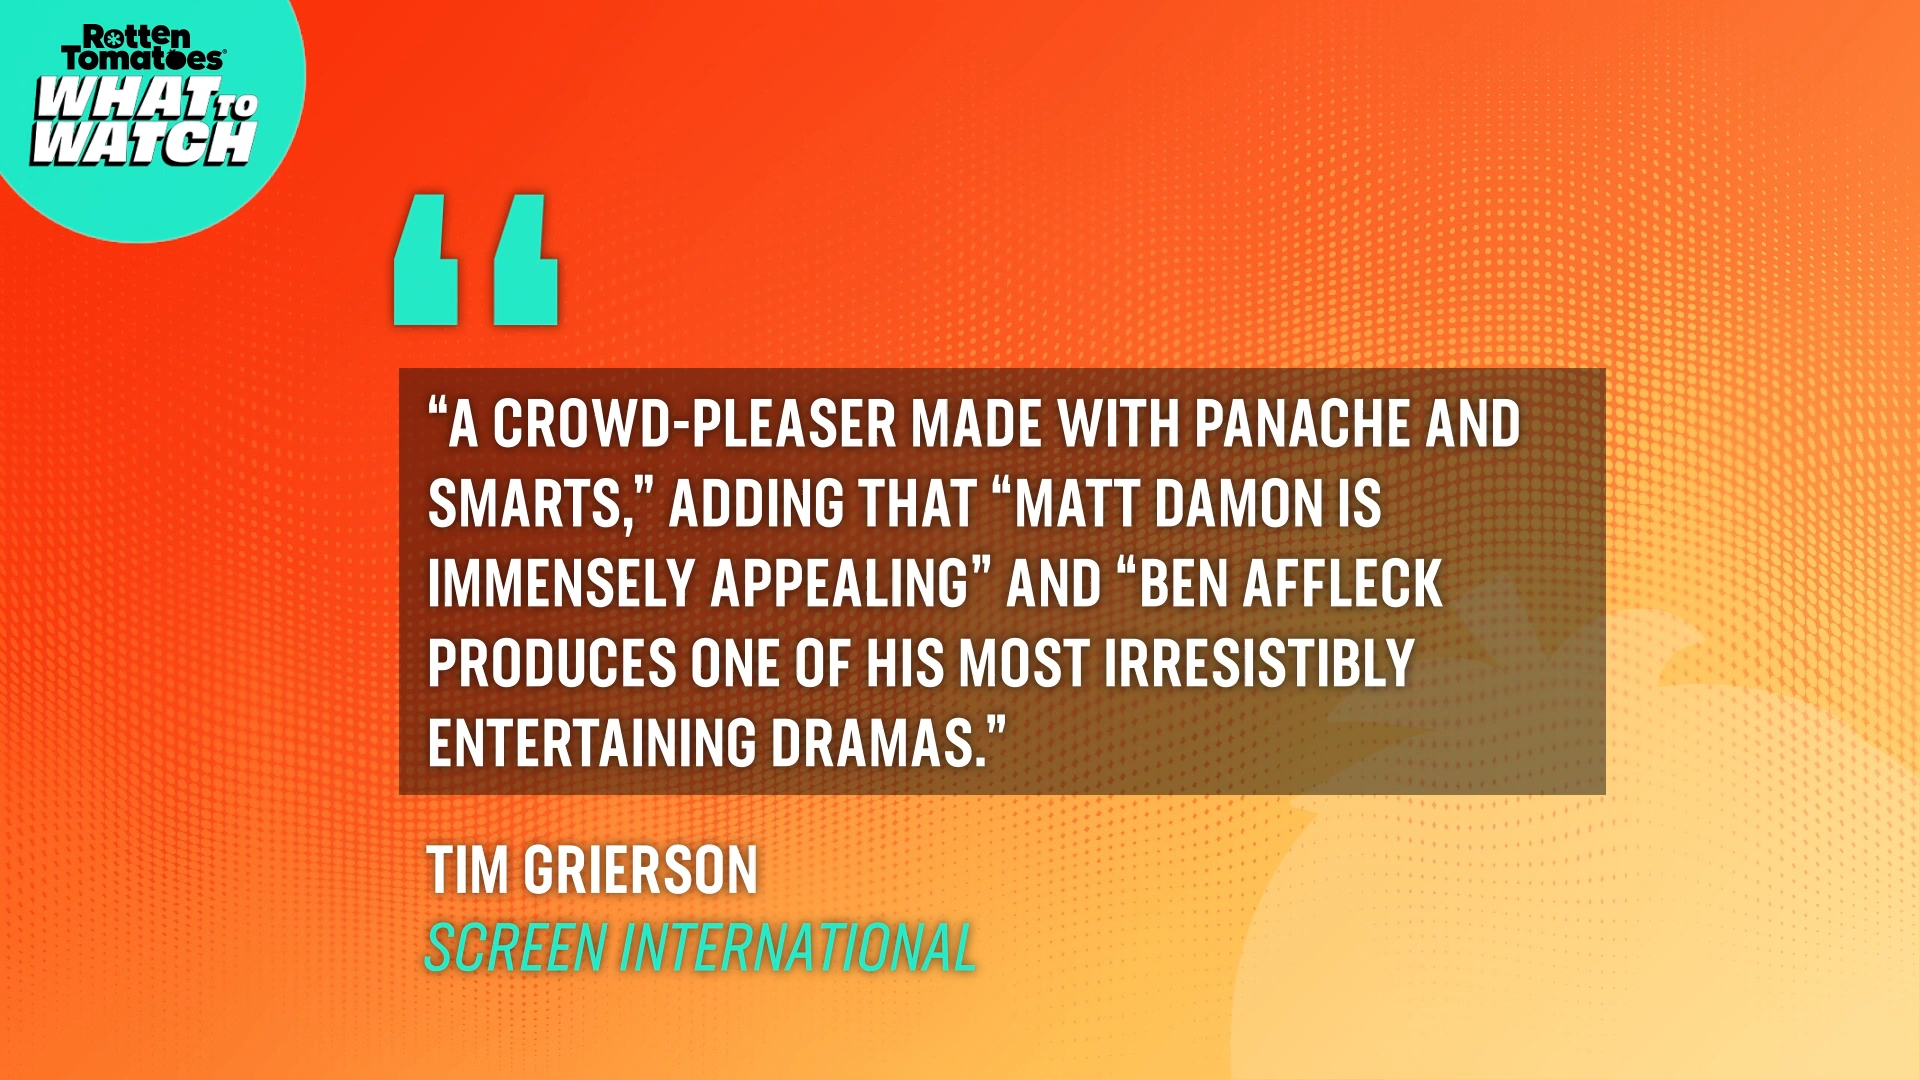 Rotten
Tomatoes®
WHAT TO
WATCH
“
“A CROWD-PLEASER MADE WITH PANACHE AND
SMARTS,” ADDING THAT “MATT DAMON IS
IMMENSELY APPEALING” AND “BEN AFFLECK
PRODUCES ONE OF HIS MOST IRRESISTIBLY
ENTERTAINING DRAMAS.”
TIM GRIERSON
SCREEN INTERNATIONAL